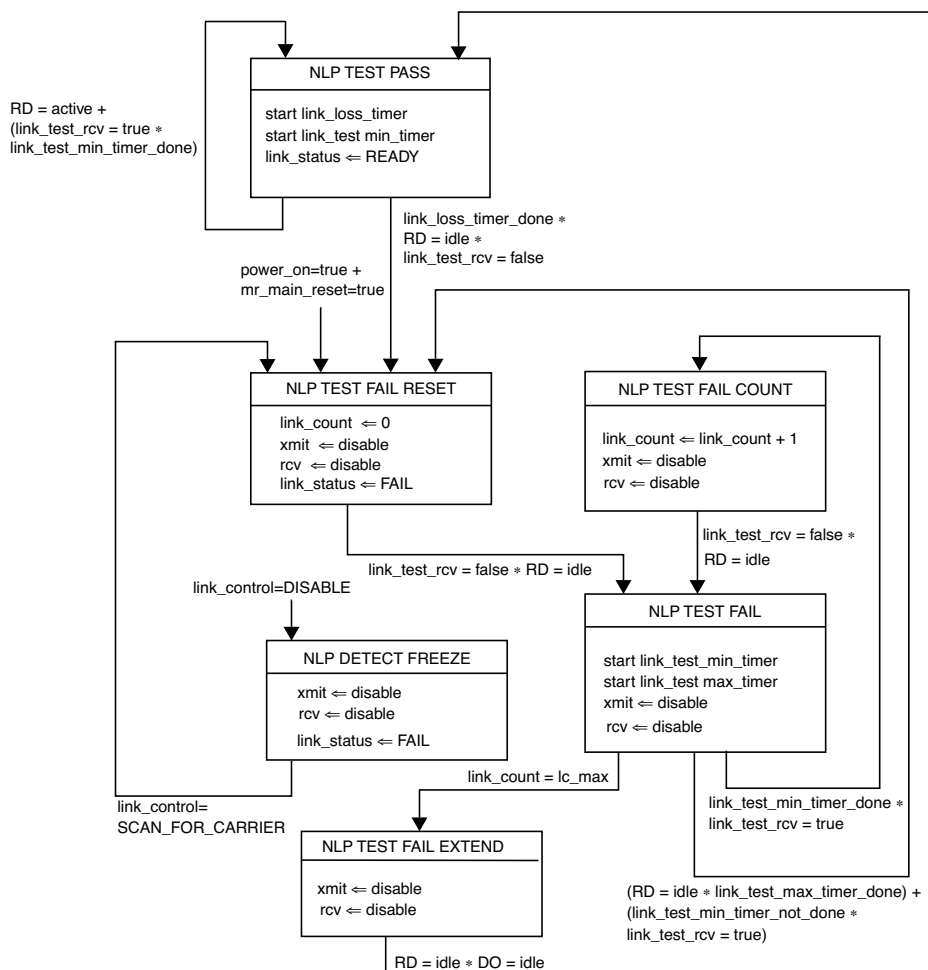 NLP TEST PASS
start link_loss_timer
start link_test min_timer
link_status ⇐ READY
RD = active +
(link_test_rcv = true *
link_test_min_timer_done)
link_loss_timer_done *
RD = idle *
link_test_rcv = false
power_on=true +
mr_main_reset=true
NLP TEST FAIL RESET
link_count ⇐ 0
xmit ⇐ disable
rcv ⇐ disable
link_status ⇐ FAIL
NLP TEST FAIL COUNT
link_count ⇐ link_count + 1
xmit ⇐ disable
rcv ⇐ disable
link_test_rcv = false *
RD = idle
link_test_rcv = false * RD = idle
link_control=DISABLE
NLP DETECT FREEZE
xmit ⇐ disable
rcv ⇐ disable
link_status ⇐ FAIL
NLP TEST FAIL
start link_test_min_timer
start link_test max_timer
xmit ⇐ disable
rcv ⇐ disable
link_count = lc_max
link_control=
SCAN_FOR_CARRIER
link_test_min_timer_done *
link_test_rcv = true
NLP TEST FAIL EXTEND
xmit ⇐ disable
rcv ⇐ disable
(RD = idle * link_test_max_timer_done) +
(link_test_min_timer_not_done *
link_test_rcv = true)
RD = idle * DO = idle